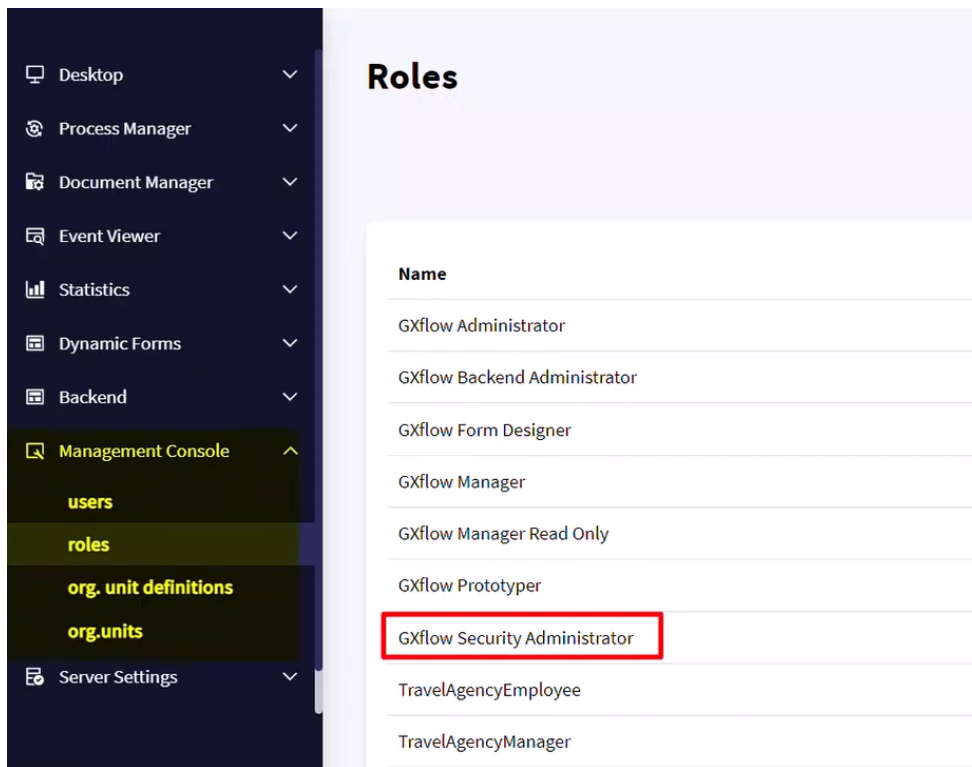 Desktop
Process Manager
Document Manager
Event Viewer
Statistics
Dynamic Forms
Backend
Management Console
users
roles
org. unit definitions
org.units
Server Settings
Roles
Name
GXflow Administrator
GXflow Backend Administrator
GXflow Form Designer
GXflow Manager
GXflow Manager Read Only
GXflow Prototyper
GXflow Security Administrator
TravelAgencyEmployee
TravelAgencyManager